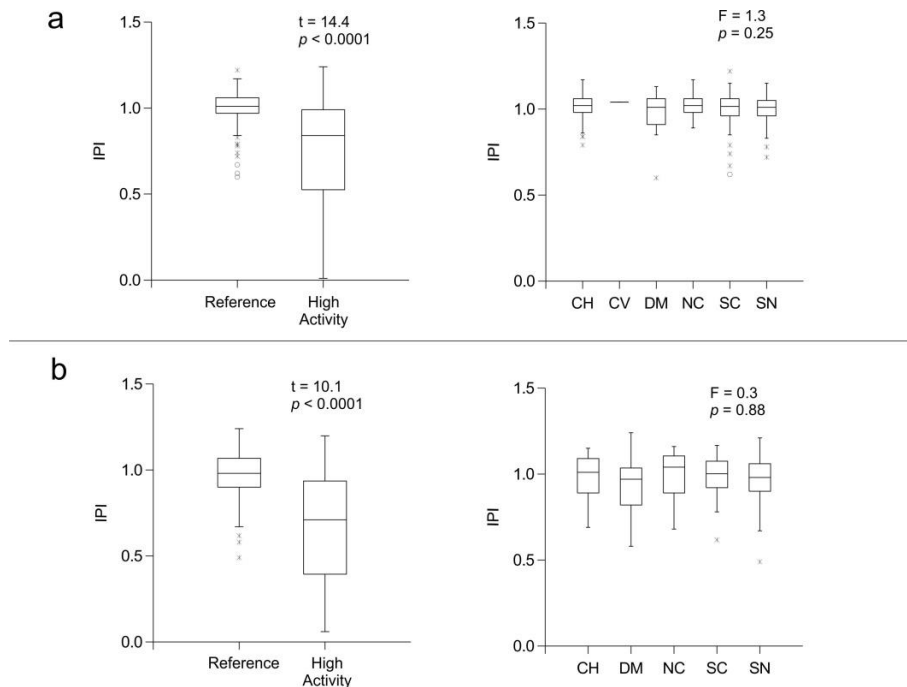 a
t = 14.4
p < 0.0001
1.5
1.0
0.5
0.0
IPI
Reference
High
Activity
F = 1.3
p = 0.25
1.5
1.0
0.5
0.0
IPI
CH CV DM NC SC SN
b
t = 10.1
p < 0.0001
1.5
1.0
0.5
0.0
IPI
Reference
High
Activity
F = 0.3
p = 0.88
1.5
1.0
0.5
0.0
IPI
CH DM NC SC SN